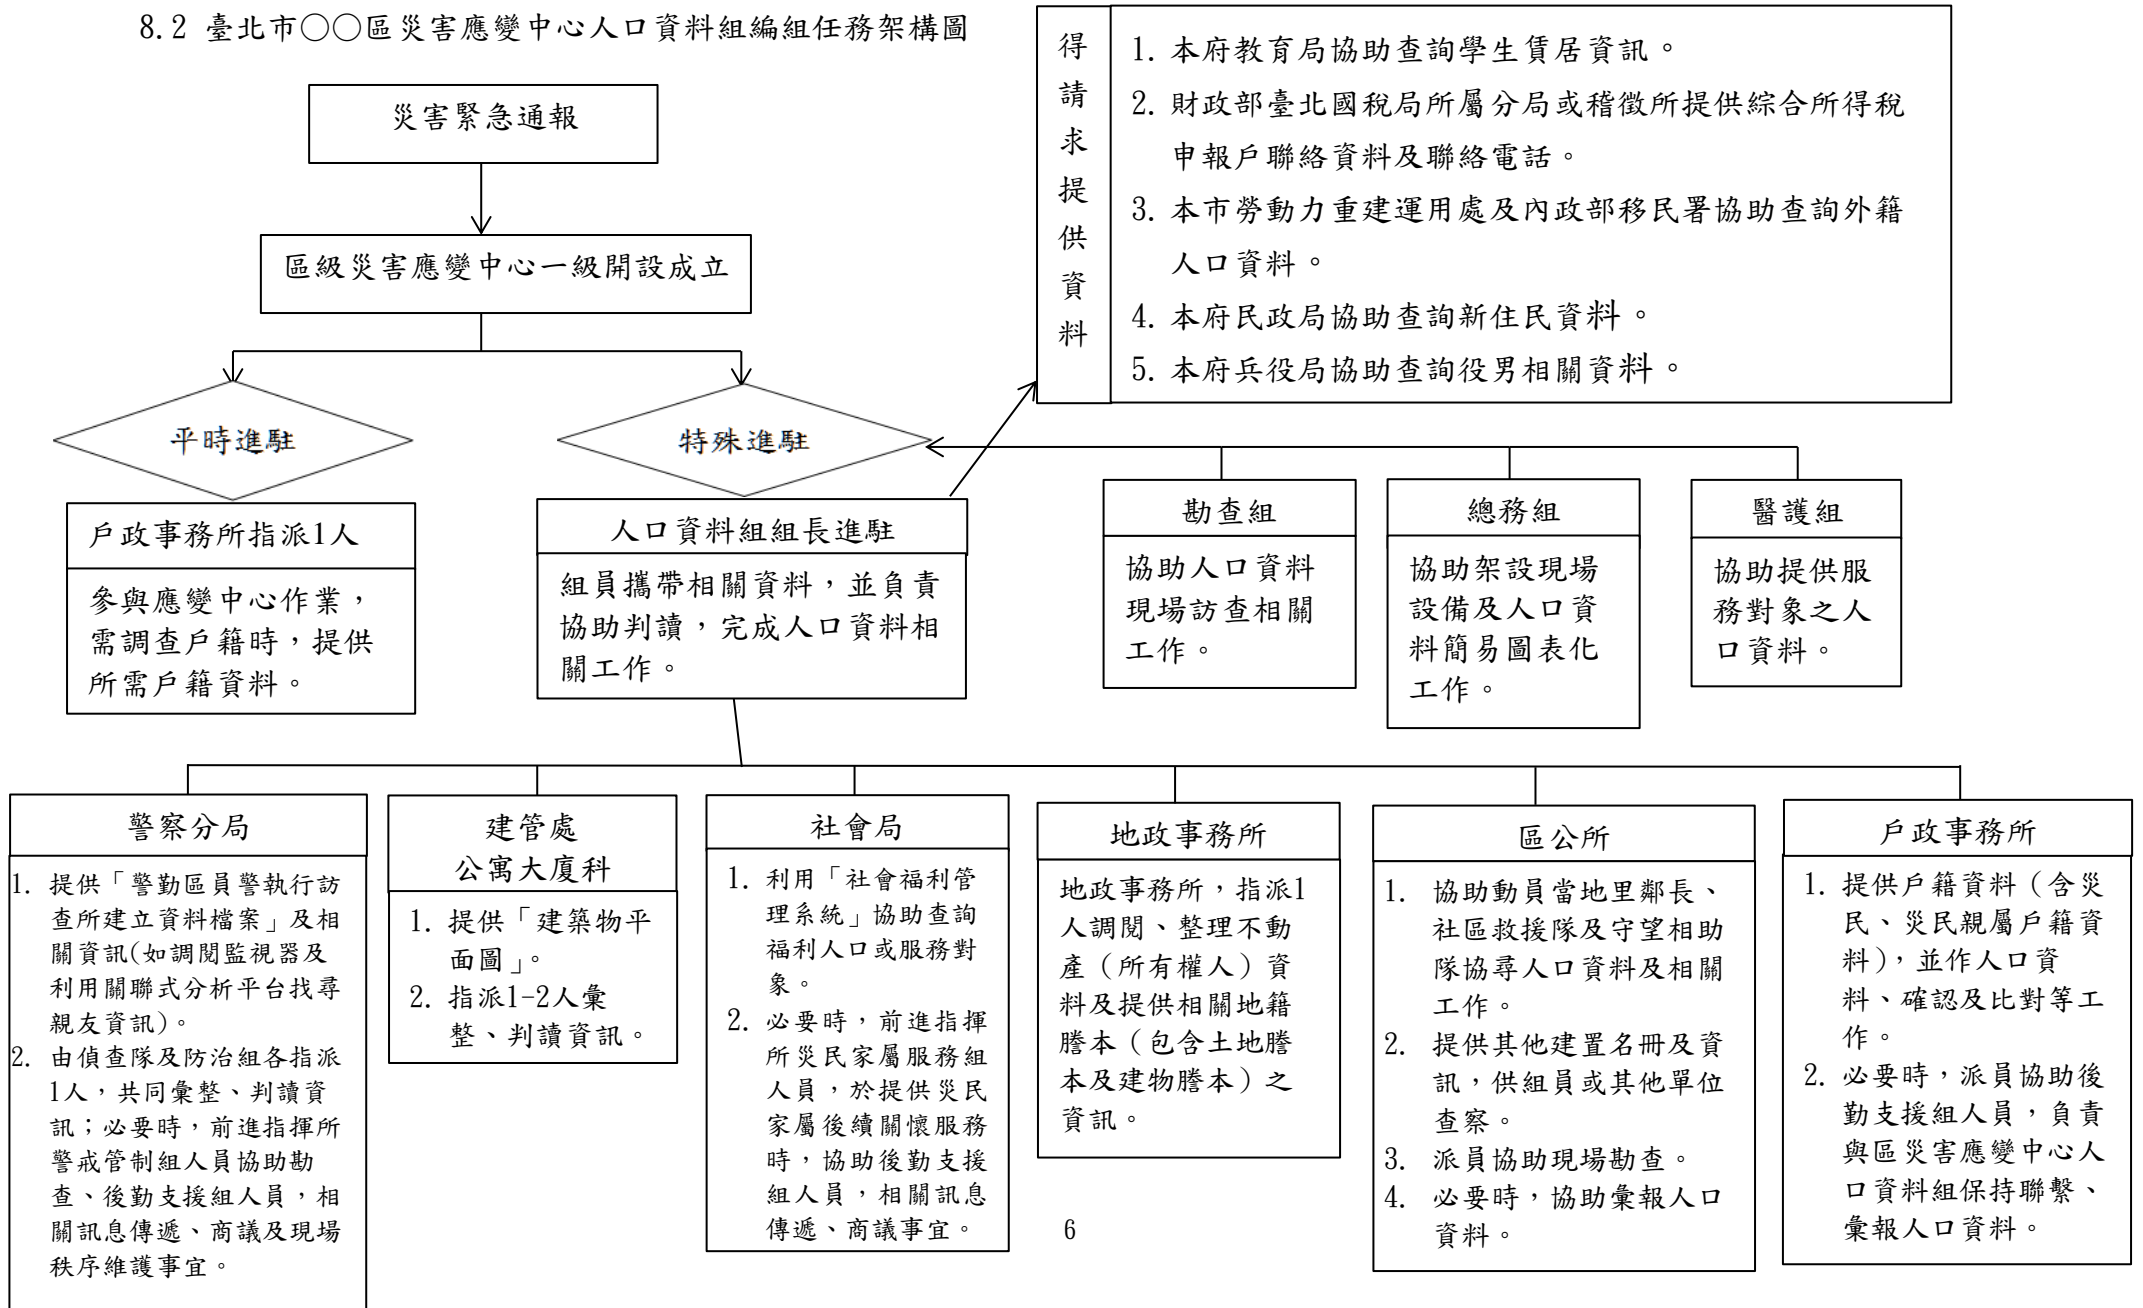 8.2 臺北市○○區災害應變中心人口資料組編組任務架構圖
災害緊急通報
區級災害應變中心一級開設成立
得
請
求
提
供
資
料
1. 本府教育局協助查詢學生賃居資訊。
2. 財政部臺北國稅局所屬分局或稽徵所提供綜合所得稅
申報戶聯絡資料及聯絡電話。
3. 本市勞動力重建運用處及內政部移民署協助查詢外籍
人口資料。
4. 本府民政局協助查詢新住民資料。
5. 本府兵役局協助查詢役男相關資料。
平時進駐
特殊進駐
戶政事務所指派1人
參與應變中心作業，
需調查戶籍時，提供
所需戶籍資料。
人口資料組組長進駐
組員攜帶相關資料，並負責
協助判讀，完成人口資料相
關工作。
勘查組
協助人口資料
現場訪查相關
工作。
總務組
協助架設現場
設備及人口資
料簡易圖表化
工作。
醫護組
協助提供服
務對象之人
口資料。
警察分局
1. 提供「警勤區員警執行訪
查所建立資料檔案」及相
關資訊(如調閱監視器及
利用關聯式分析平台找尋
親友資訊)。
2. 由偵查隊及防治組各指派
1人，共同彙整、判讀資
訊；必要時，前進指揮所
警戒管制組人員協助勘
查、後勤支援組人員，相
關訊息傳遞、商議及現場
秩序維護事宜。
建管處
公寓大廈科
1. 提供「建築物平
面圖」。
2. 指派1-2人彙
整、判讀資訊。
社會局
1. 利用「社會福利管
理系統」協助查詢
福利人口或服務對
象。
2. 必要時，前進指揮
所災民家屬服務組
人員，於提供災民
家屬後續關懷服務
時，協助後勤支援
組人員，相關訊息
傳遞、商議事宜。
地政事務所
地政事務所，指派1
人調閱、整理不動
產（所有權人）資
料及提供相關地籍
謄本（包含土地謄
本及建物謄本）之
資訊。
區公所
1. 協助動員當地里鄰長、
社區救援隊及守望相助
隊協尋人口資料及相關
工作。
2. 提供其他建置名冊及資
訊，供組員或其他單位
查察。
3. 派員協助現場勘查。
4. 必要時，協助彙報人口
資料。
戶政事務所
1. 提供戶籍資料（含災
民、災民親屬戶籍資
料），並作人口資
料、確認及比對等工
作。
2. 必要時，派員協助後
勤支援組人員，負責
與區災害應變中心人
口資料組保持聯繫、
彙報人口資料。
6